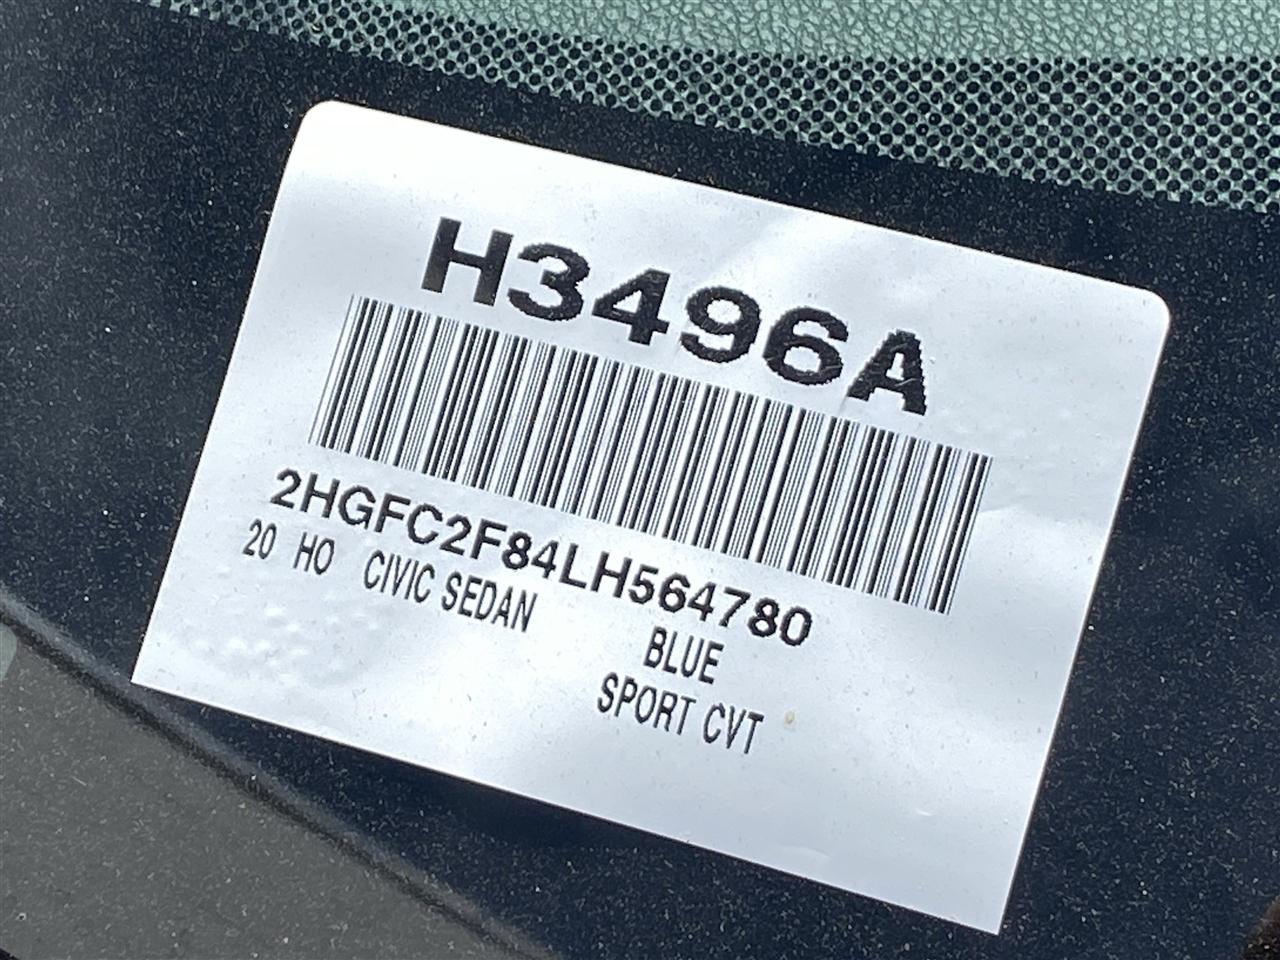 H3496A
2HGFC2F84LH564780
20 HO CIVIC SEDAN
BLUE
SPORT CVT